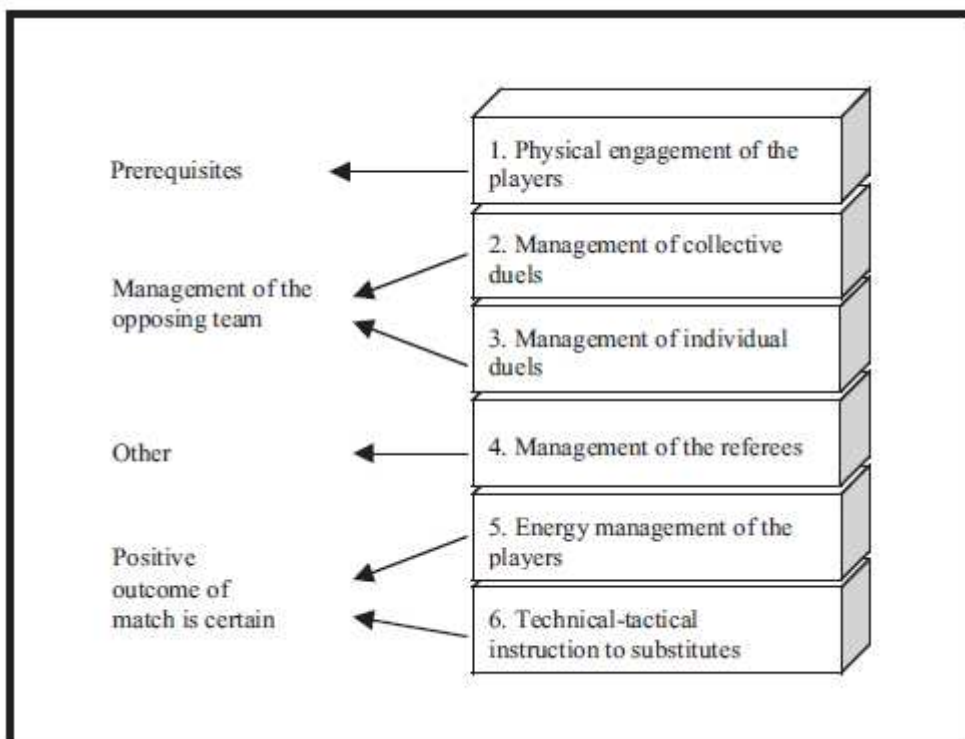 Prerequisites
1. Physical engagement of the
players
Management of the
opposing team
2. Management of collective
duels
3. Management of individual
duels
Other
4. Management of the referees
Positive
outcome of
match is certain
5. Energy management of the
players
6. Technical-tactical
instruction to substitutes